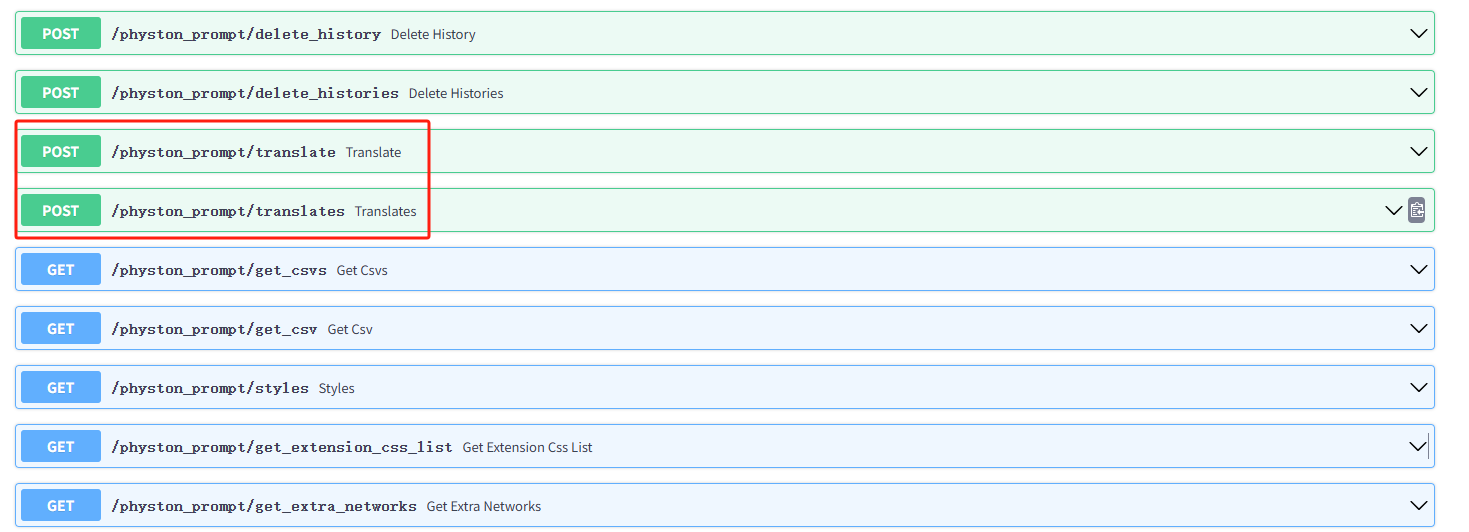 POST /physton_prompt/delete_history Delete History
POST /physton_prompt/delete_histories Delete Histories
POST /physton_prompt/translate Translate
POST /physton_prompt/translates Translates
GET /physton_prompt/get_csvs Get Csvs
GET /physton_prompt/get_csv Get Csv
GET /physton_prompt/styles Styles
GET /physton_prompt/get_extension_css_list Get Extension Css List
GET /physton_prompt/get_extra_networks Get Extra Networks